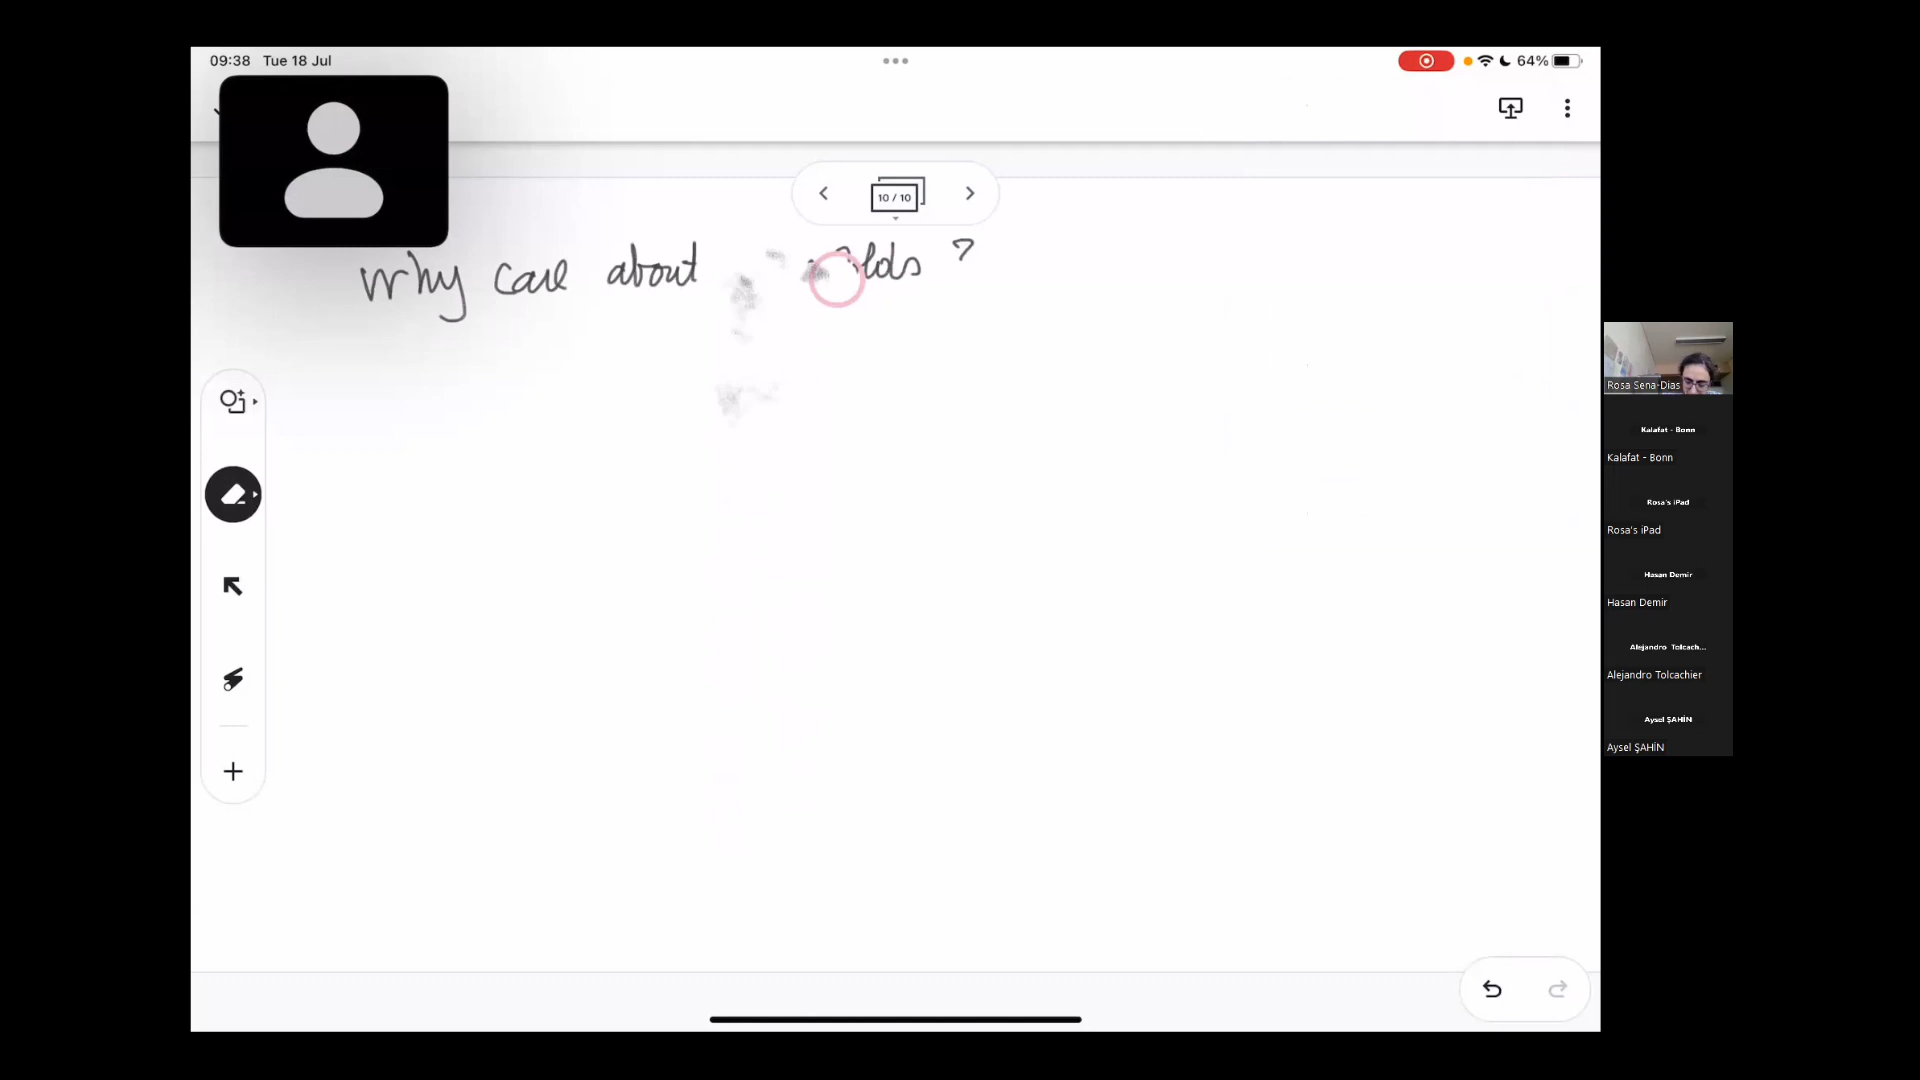 09:38 Tue 18 Jul
64%
10 / 10
Why care about ?
Rosa Sena-Dias
Kalafat - Bonn
Kalafat - Bonn
Rosa's iPad
Rosa's iPad
Hasan Demir
Hasan Demir
Alejandro Tolcach...
Alejandro Tolcachier
Aysel ŞAHİN
Aysel ŞAHİN